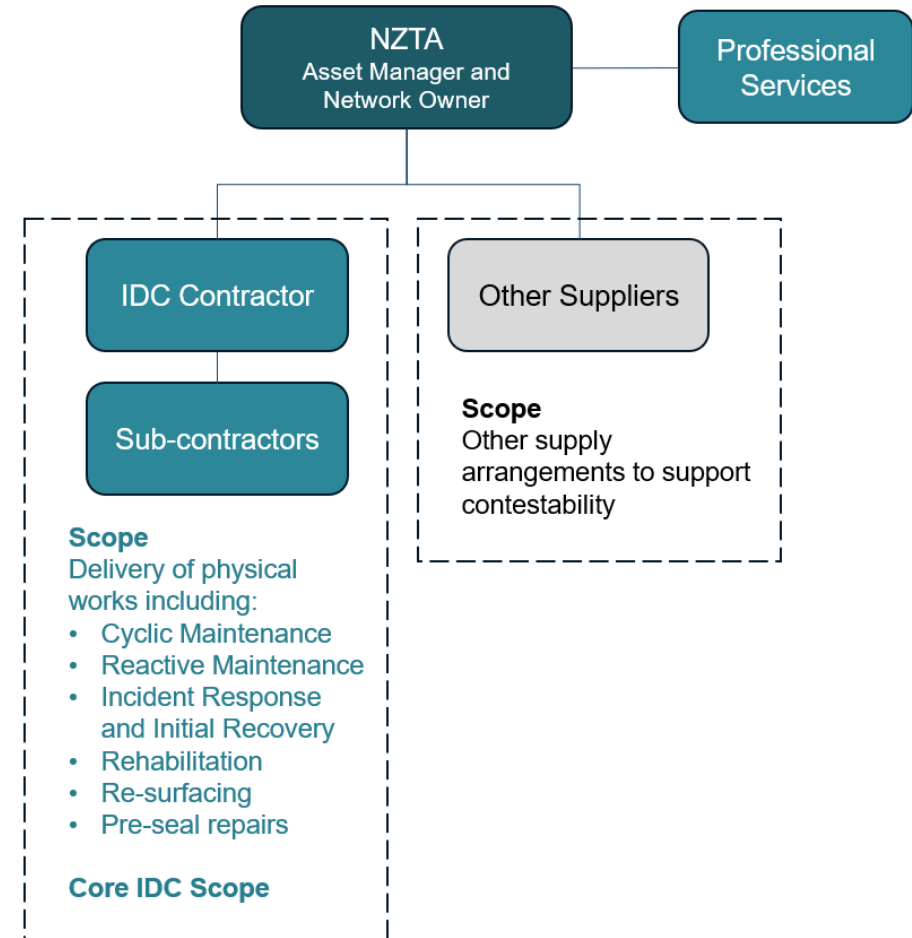 NZTA
Asset Manager and
Network Owner
Professional
Services
IDC Contractor
Sub-contractors
Scope
Delivery of physical
works including:
• Cyclic Maintenance
• Reactive Maintenance
• Incident Response
and Initial Recovery
• Rehabilitation
• Re-surfacing
• Pre-seal repairs
Core IDC Scope
Other Suppliers
Scope
Other supply
arrangements to support
contestability